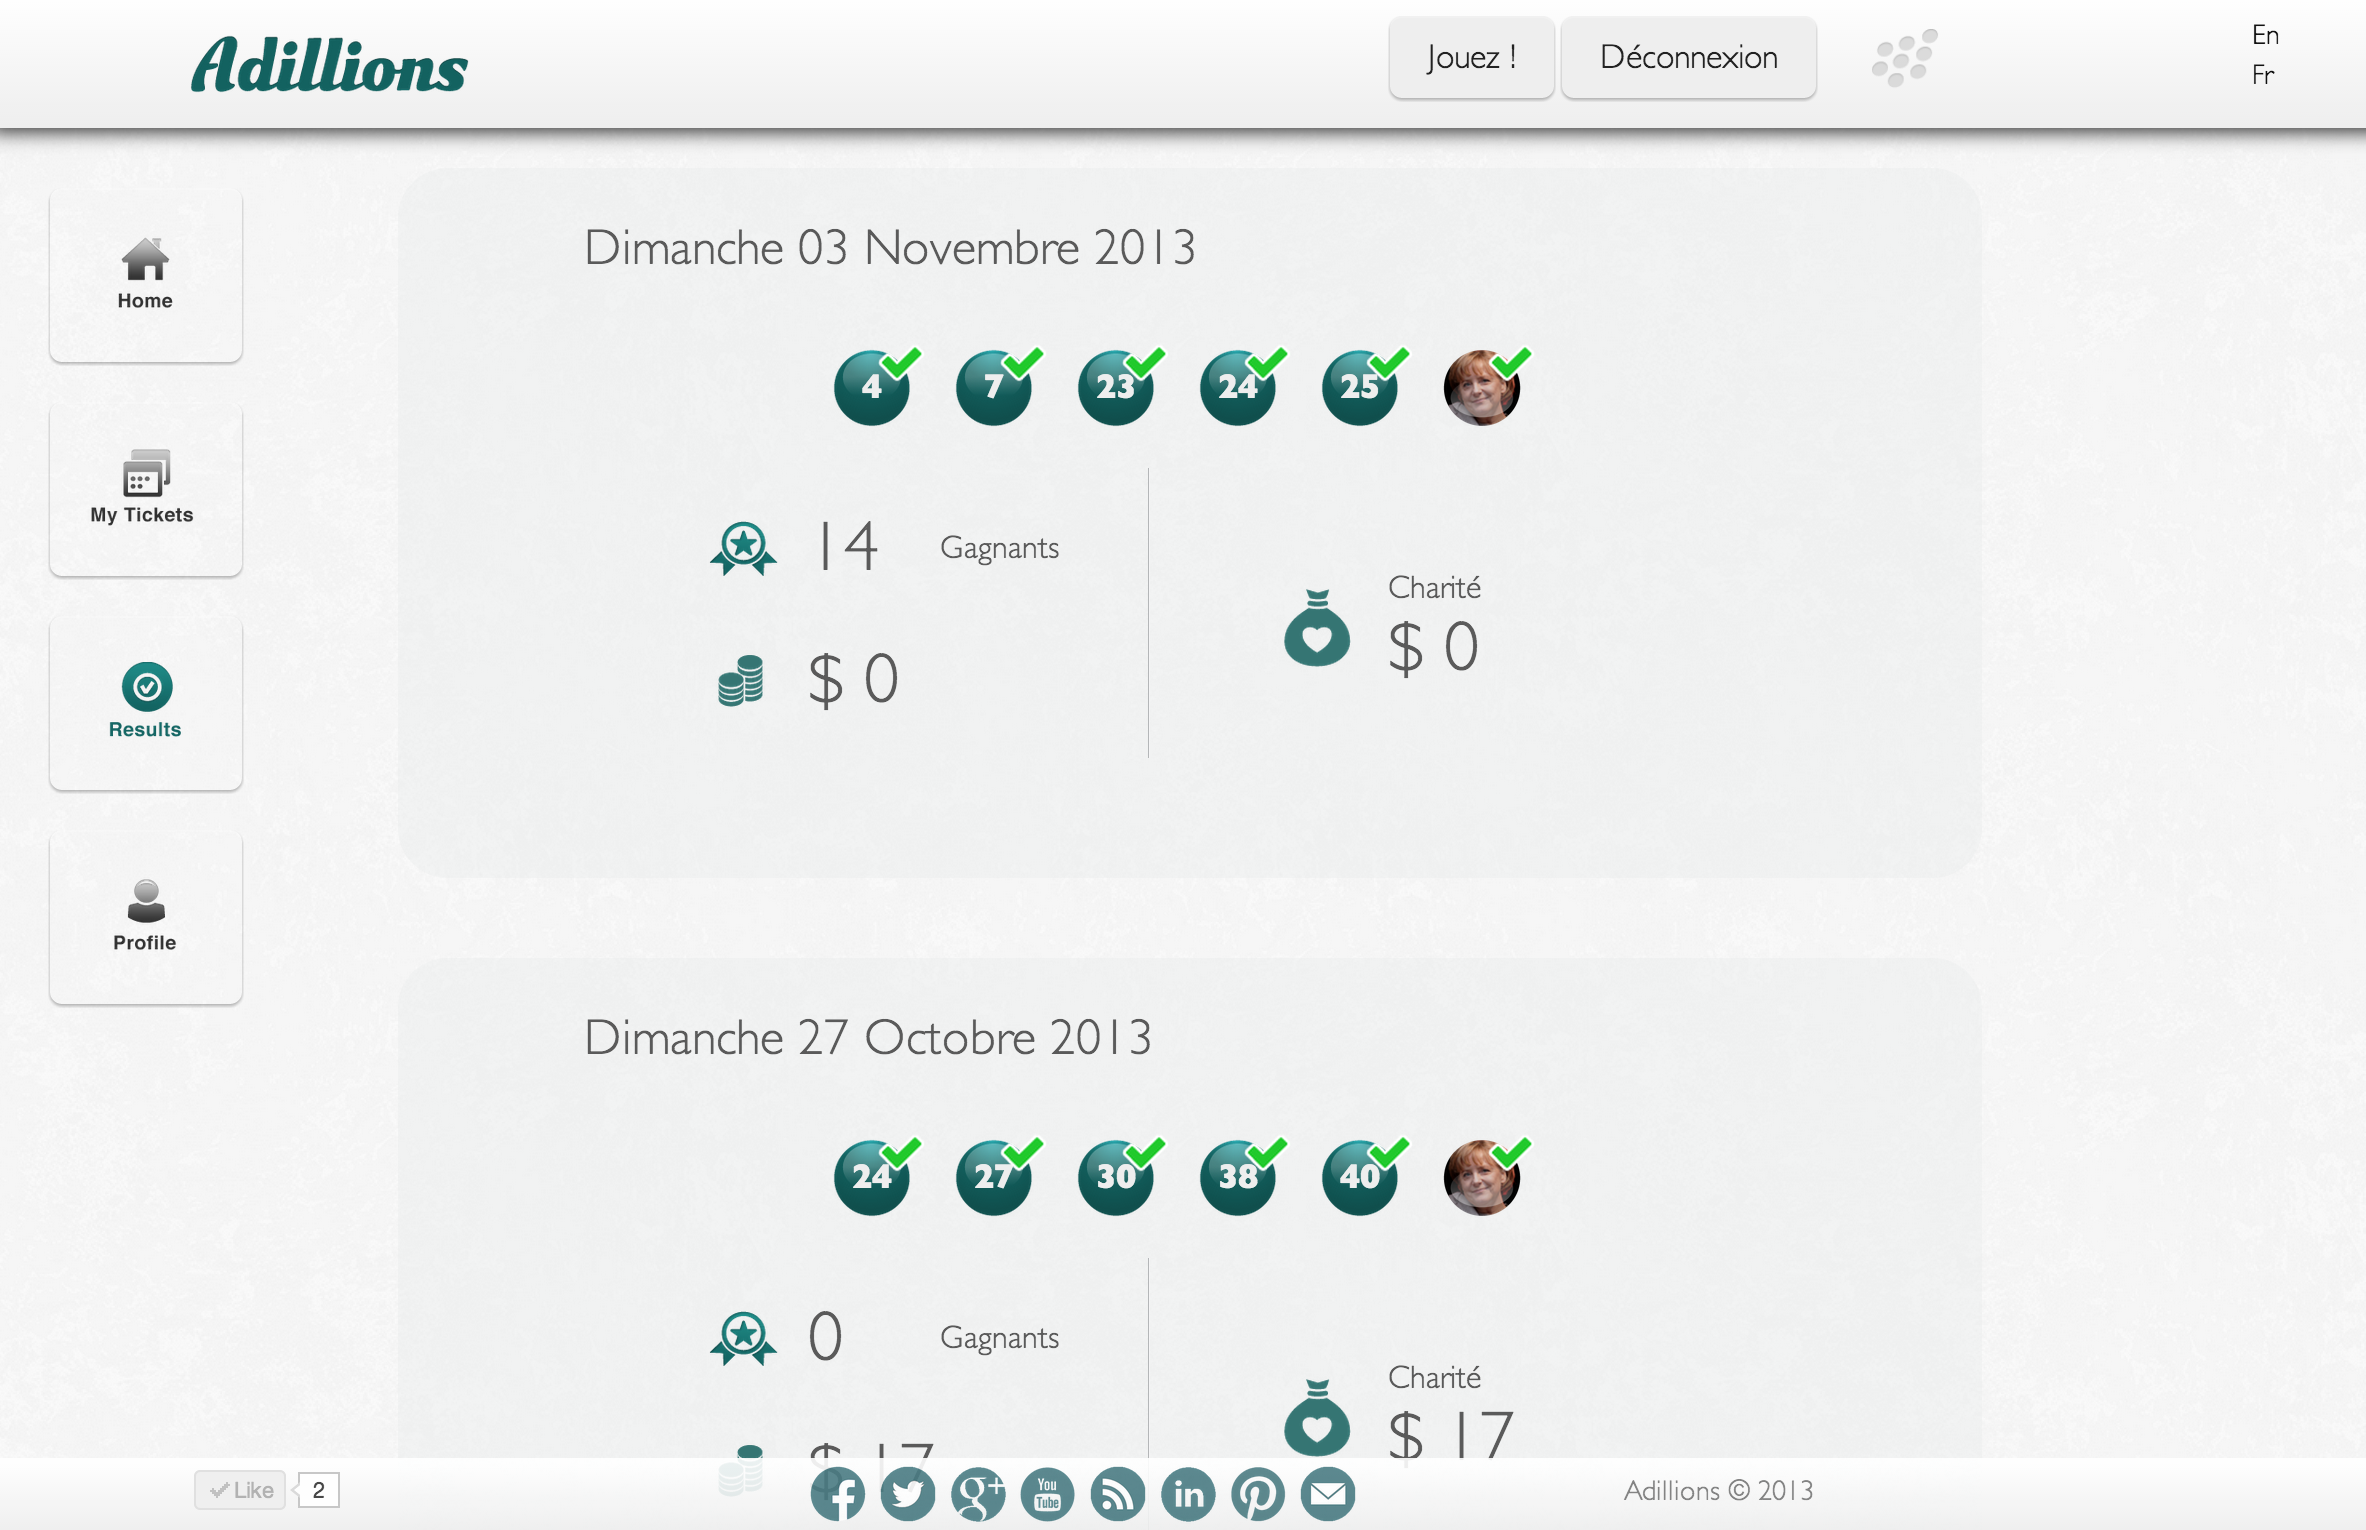 Adillions
Jouez !
Déconnexion
En
Fr
Home
My Tickets
Results
Profile
Dimanche 03 Novembre 2013
4 7 23 24 25
14 Gagnants
$ 0
Charité
$ 0
Dimanche 27 Octobre 2013
24 27 30 38 40
0 Gagnants
$ 17
Charité
$ 17
Like 2
You
Tube
Adillions © 2013